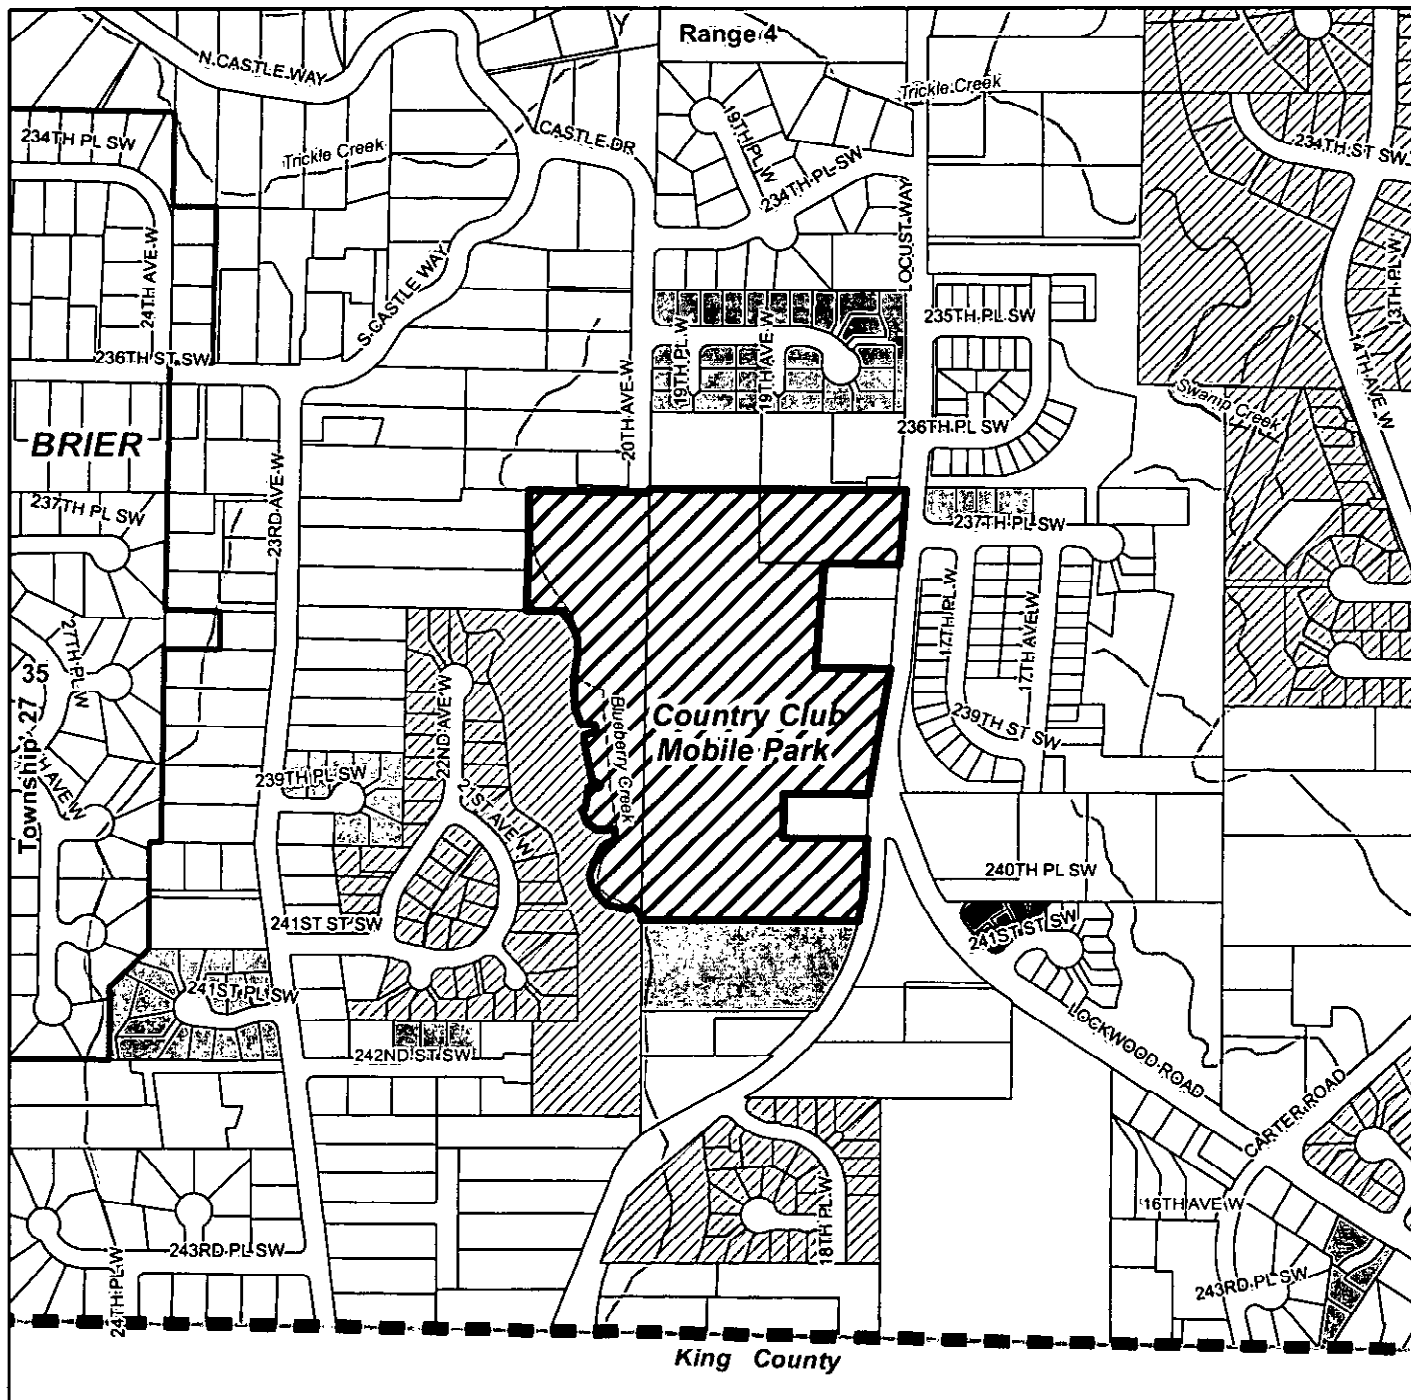 Range 4
N CASTLE WAY
Trickle Creek
234TH PL SW
CASTLE DR
Trickle Creek
19TH PL W
234TH PL SW
234TH ST SW
24TH AVE W
S CASTLE WAY
OCUST WAY
13TH PL W
235TH PL SW
14TH AVE W
236TH ST SW
19TH PL W
19TH AVE W
Swamp Creek
BRIER
20TH AVE W
236TH PL SW
237TH PL SW
23RD AVE W
237TH PL SW
27TH PL W
35
Township 27
TH AVE W
17TH PL W
17TH AVE W
22ND AVE W
Blueberry Creek
Country Club
Mobile Park
239TH ST SW
239TH PL SW
21ST AVE W
240TH PL SW
241ST ST SW
241ST ST SW
241ST PL SW
242ND ST SW
LOCKWOOD ROAD
CARTER ROAD
16TH AVE W
18TH PL W
243RD PL SW
24TH PL W
243RD PL SW
King County